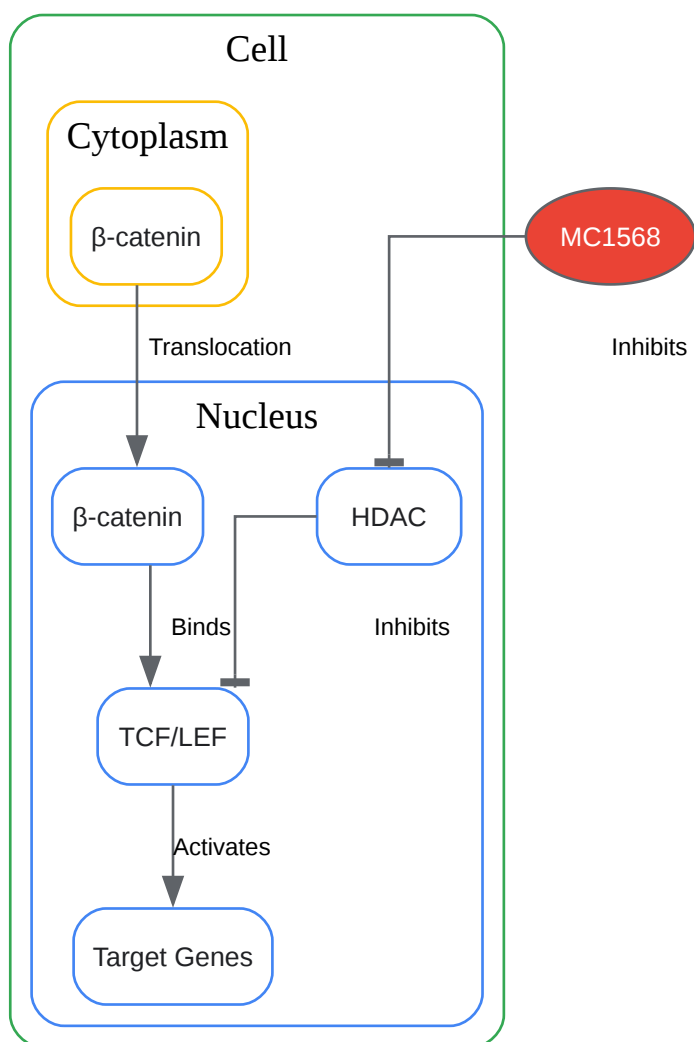 Cell
Cytoplasm
β-catenin
MC1568
Translocation
Inhibits
Nucleus
β-catenin
HDAC
Binds
Inhibits
TCF/LEF
Activates
Target Genes